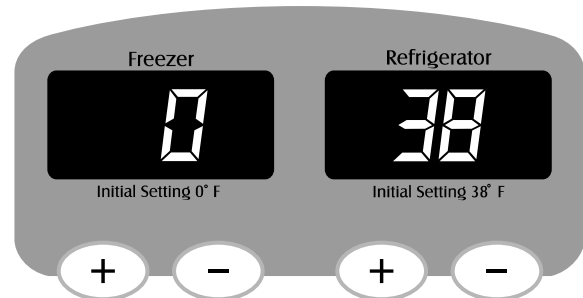 Freezer Refrigerator
0 38
Initial Setting 0° F Initial Setting 38° F
+ - + -